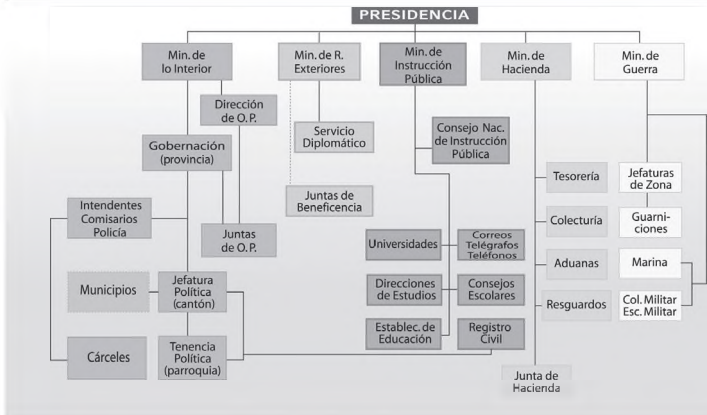 PRESIDENCIA
Min. de
lo Interior
Min. de R.
Exteriores
Min. de
Instrucción
Pública
Min. de
Hacienda
Min. de
Guerra
Dirección
de O. P.
Servicio
Diplomático
Consejo Nac.
de Instrucción
Pública
Gobernación
(provincia)
Tesorería
Jefaturas
de Zona
Intendentes
Comisarios
Policía
Juntas de
Beneficencia
Juntas
de O. P.
Universidades
Correos
Telégrafos
Teléfonos
Colecturía
Guarni-
ciones
Municipios
Jefatura
Política
(cantón)
Direcciones
de Estudios
Consejos
Escolares
Aduanas
Marina
Resguardos
Col. Militar
Esc. Militar
Cárceles
Tenencia
Política
(parroquia)
Establec. de
Educación
Registro
Civil
Junta de
Hacienda